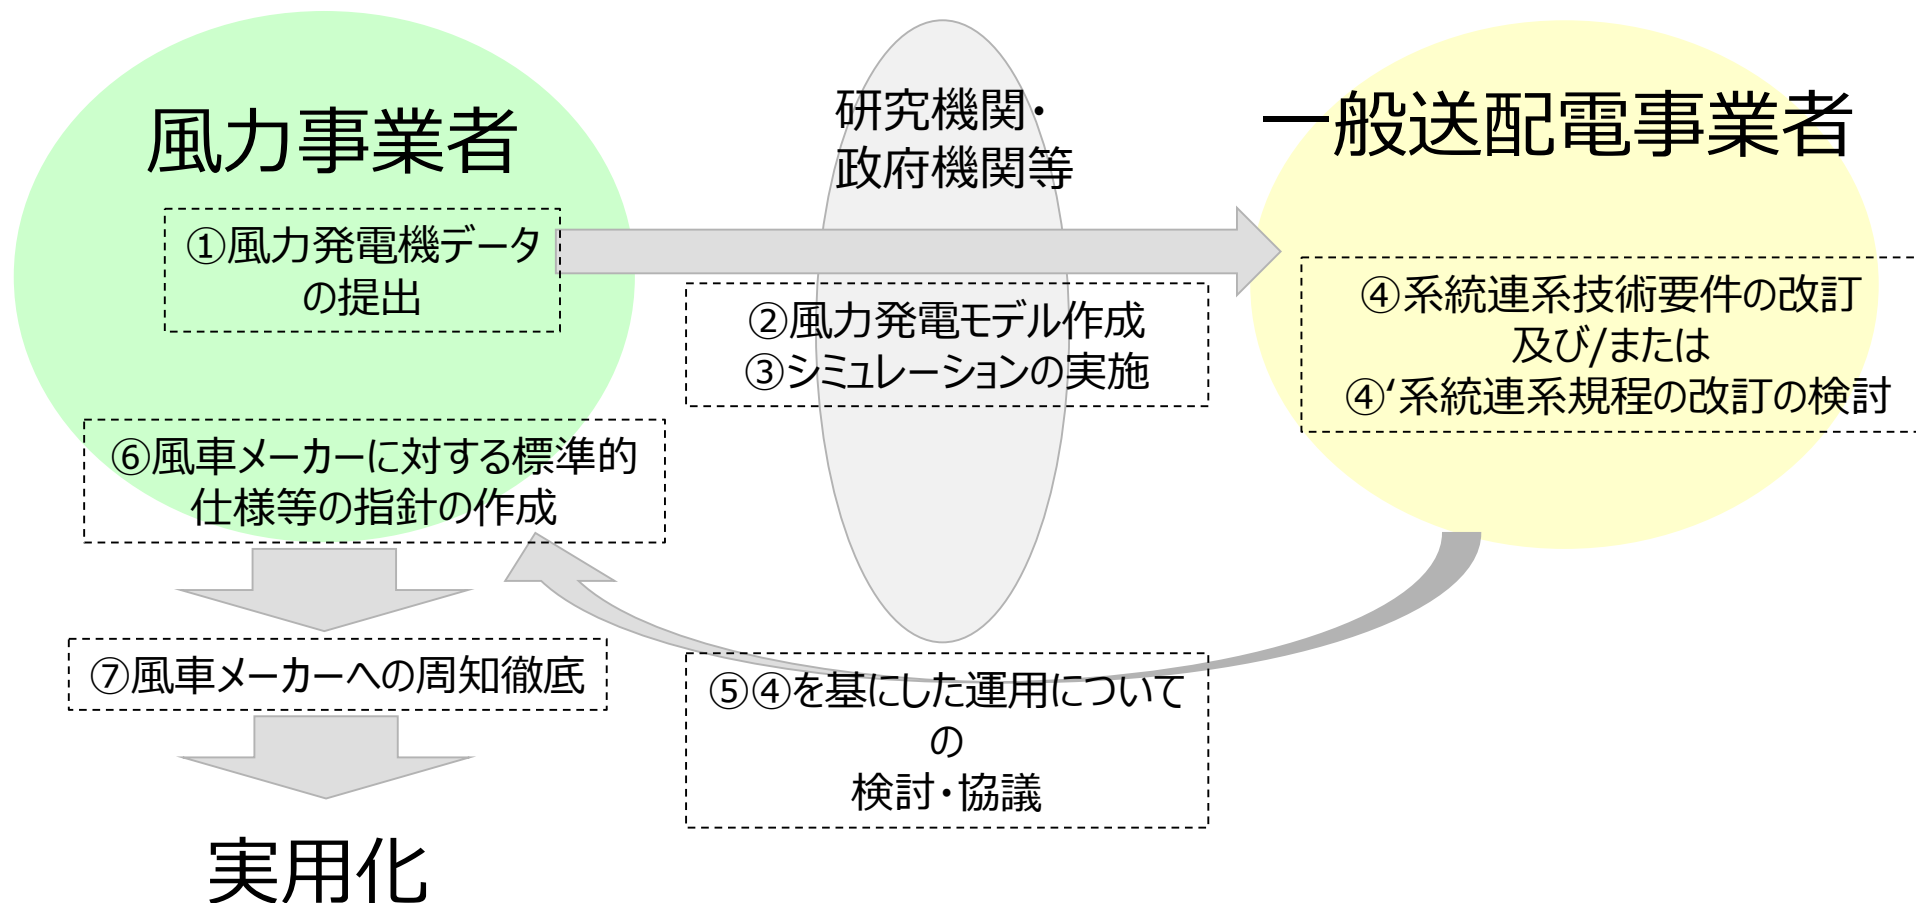 風力事業者
①風力発電機データ
の提出
研究機関・
政府機関等
②風力発電モデル作成
③シミュレーションの実施
一般送配電事業者
④系統連系技術要件の改訂
及び/または
④‘系統連系規程の改訂の検討
⑤④を基にした運用について
の
検討・協議
⑥風車メーカーに対する標準的
仕様等の指針の作成
⑦風車メーカーへの周知徹底
実用化